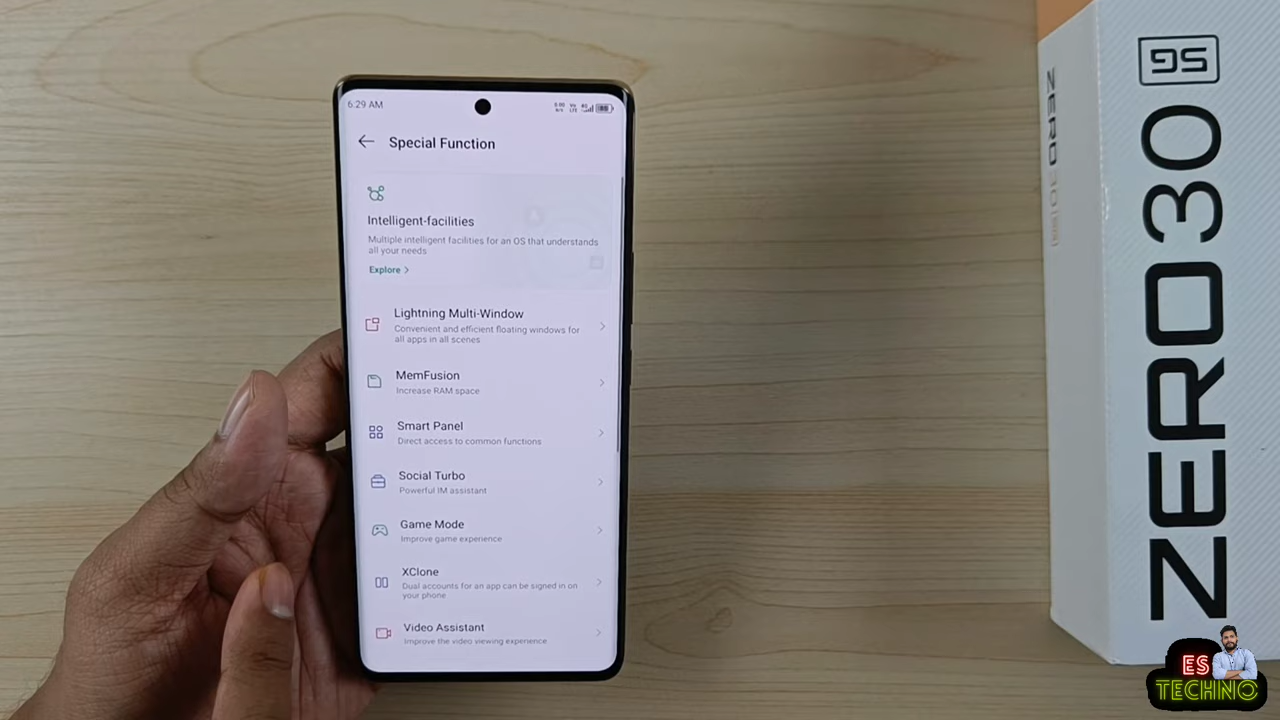 6:29 AM
Special Function
Intelligent-facilities
Multiple intelligent facilities for an OS that understands
all your needs
Explore >
Lightning Multi-Window
Convenient and efficient floating windows for
all apps in all scenes
MemFusion
Increase RAM space
Smart Panel
Direct access to common functions
Social Turbo
Powerful IM assistant
Game Mode
Improve game experience
XClone
Dual accounts for an app can be signed in on
your phone
Video Assistant
Improve the video viewing experience
ZERO 30 5G
ZERO 30
ES
TECHNO